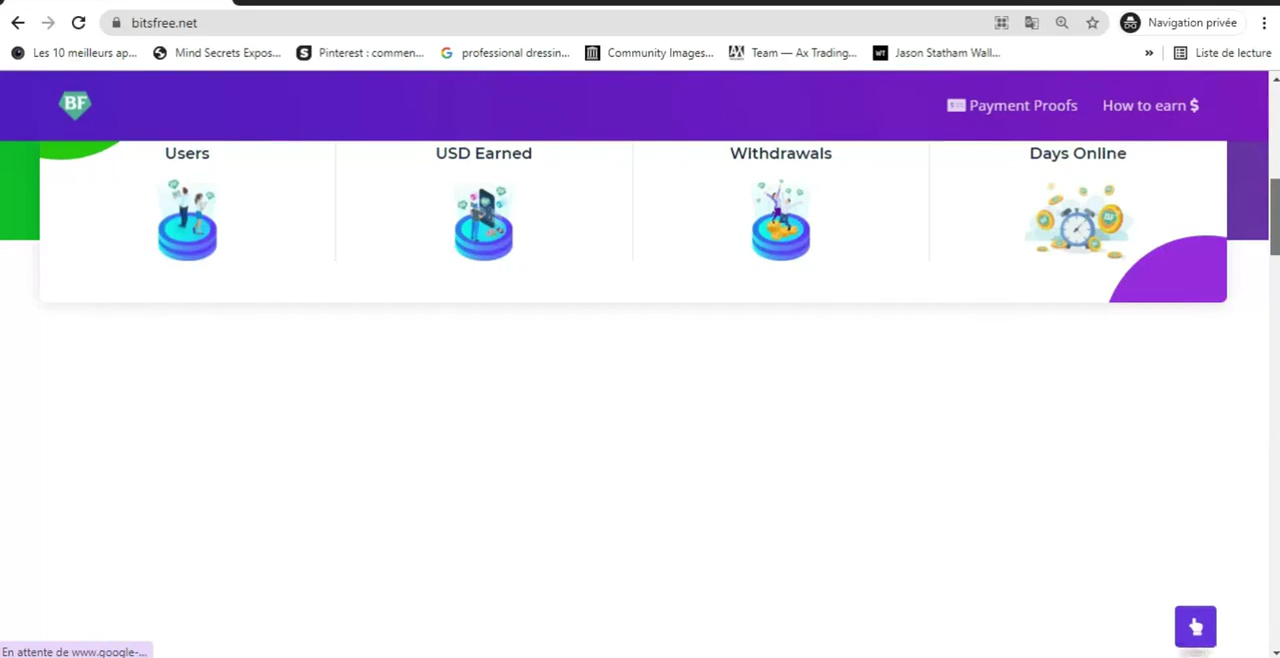 bitsfree.net
Navigation privée
Les 10 meilleurs ap...
Mind Secrets Expos...
Pinterest : commen...
professional dressin...
Community Images...
Team — Ax Trading...
WT
Jason Statham Wall...
»
Liste de lecture
BF
Payment Proofs
How to earn $
Users
USD Earned
Withdrawals
Days Online
BF
En attente de www.google-...